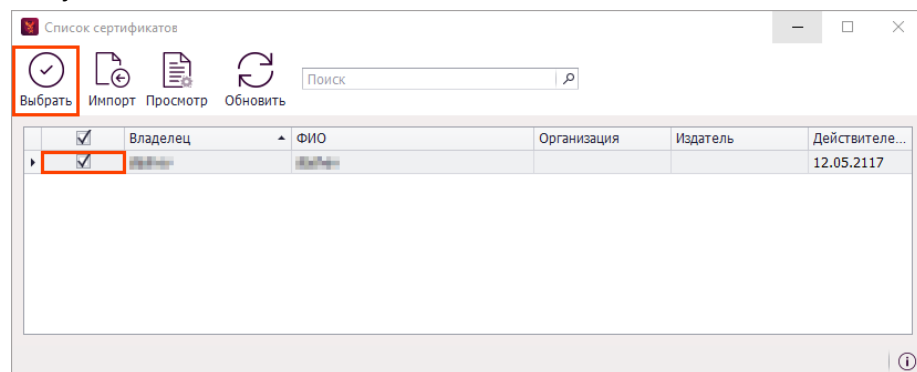 Список сертификатов
Поиск
Выбрать Импорт Просмотр Обновить
Владелец ФИО Организация Издатель Действителе...
12.05.2117